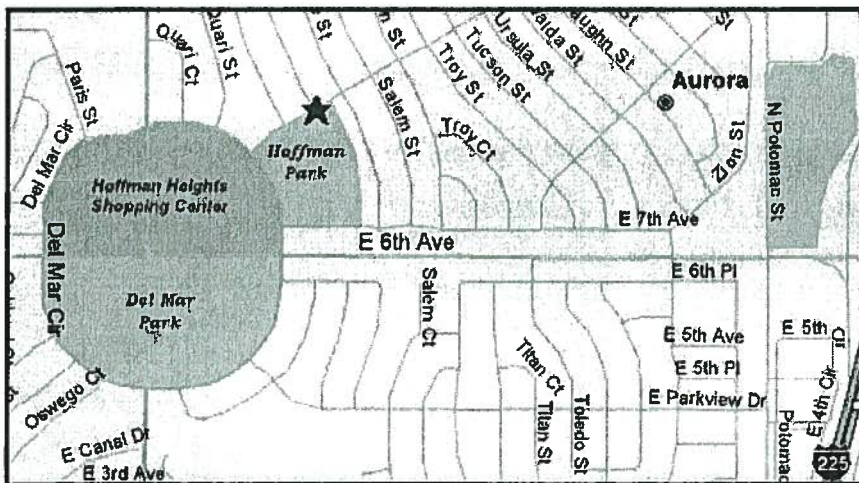 Quari Ct
Quari St
Salem St
Troy St
Tucson St
Ursula St
St
St
Aurora
Paris St
Del Mar Cir
Troy Ct
Zion St
N Potomac St
Hoffman
Park
Hoffman Heights
Shopping Center
E 7th Ave
E 6th Ave
Del Mar Cir
E 6th Pl
Salem Ct
Del Mar
Park
E 5th Ave
E 5th
Cir
Titan Ct
E 5th Pl
E 4th Cir
Oswego Ct
E Parkview Dr
Titan St
Toledo St
E Canal Dr
E 3rd Ave
225